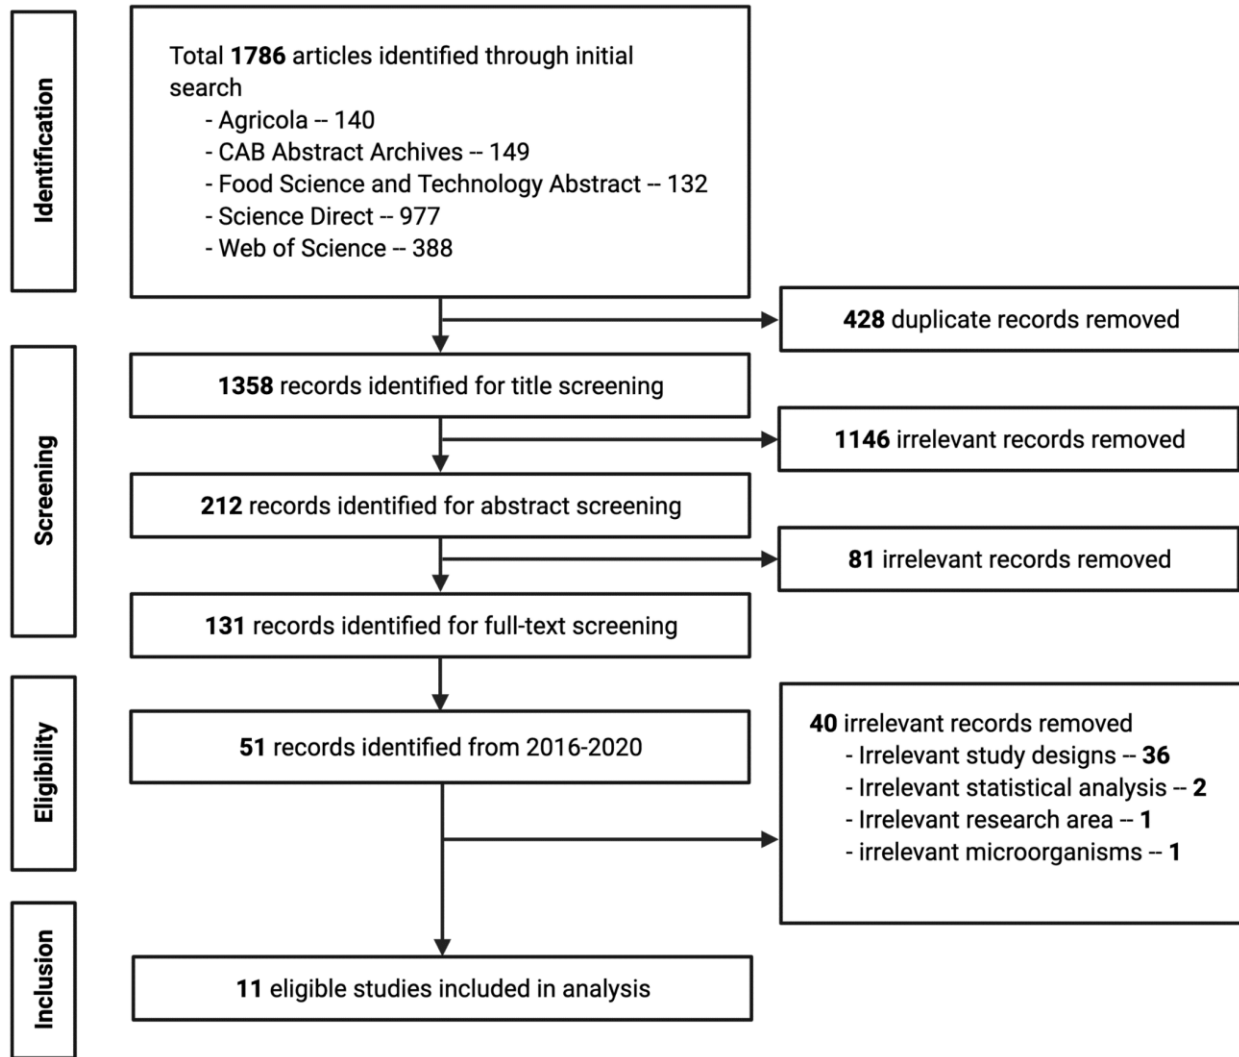 Identification
Total 1786 articles identified through initial
search
- Agricola -- 140
- CAB Abstract Archives -- 149
- Food Science and Technology Abstract -- 132
- Science Direct -- 977
- Web of Science -- 388
428 duplicate records removed
Screening
1358 records identified for title screening
1146 irrelevant records removed
212 records identified for abstract screening
81 irrelevant records removed
131 records identified for full-text screening
Eligibility
51 records identified from 2016-2020
40 irrelevant records removed
- Irrelevant study designs -- 36
- Irrelevant statistical analysis -- 2
- Irrelevant research area -- 1
- irrelevant microorganisms -- 1
Inclusion
11 eligible studies included in analysis